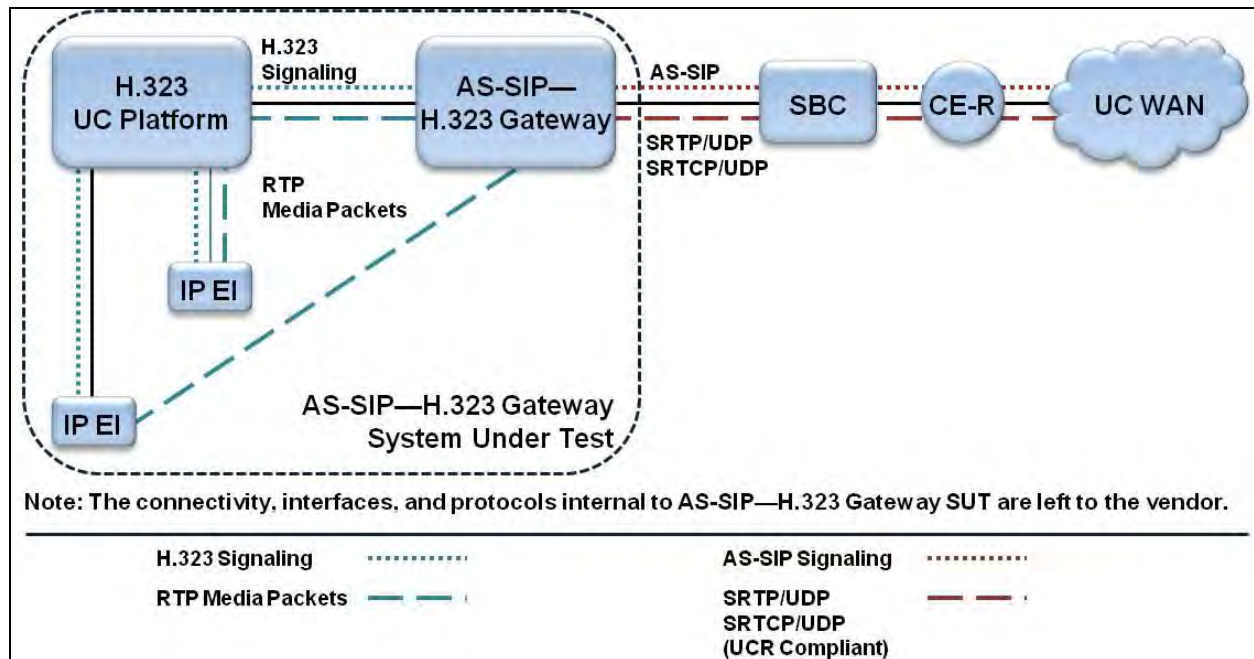 H.323
UC Platform
H.323
Signaling
AS-SIP—
H.323 Gateway
AS-SIP
SBC
CE-R
UC WAN
SRTP/UDP
SRTCP/UDP
RTP
Media Packets
IP EI
IP EI
AS-SIP—H.323 Gateway
System Under Test
Note: The connectivity, interfaces, and protocols internal to AS-SIP—H.323 Gateway SUT are left to the vendor.
H.323 Signaling
RTP Media Packets
AS-SIP Signaling
SRTP/UDP
SRTCP/UDP
(UCR Compliant)